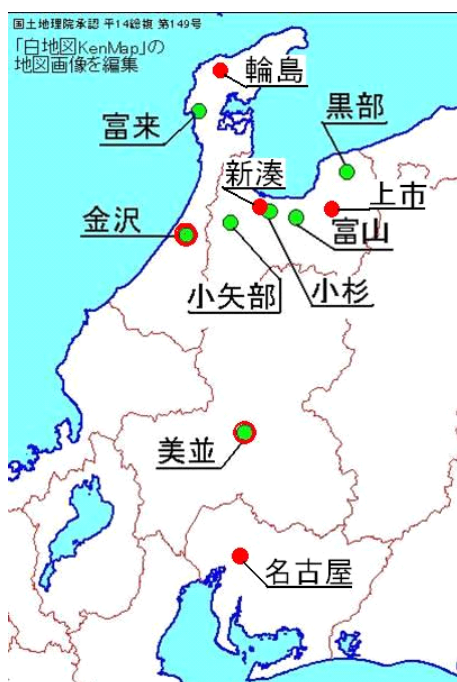 国土地理院承認 平14総複 第149号
「白地図KenMap」の
地図画像を編集
輪島
富来
黒部
新湊
上市
金沢
富山
小矢部
小杉
美並
名古屋